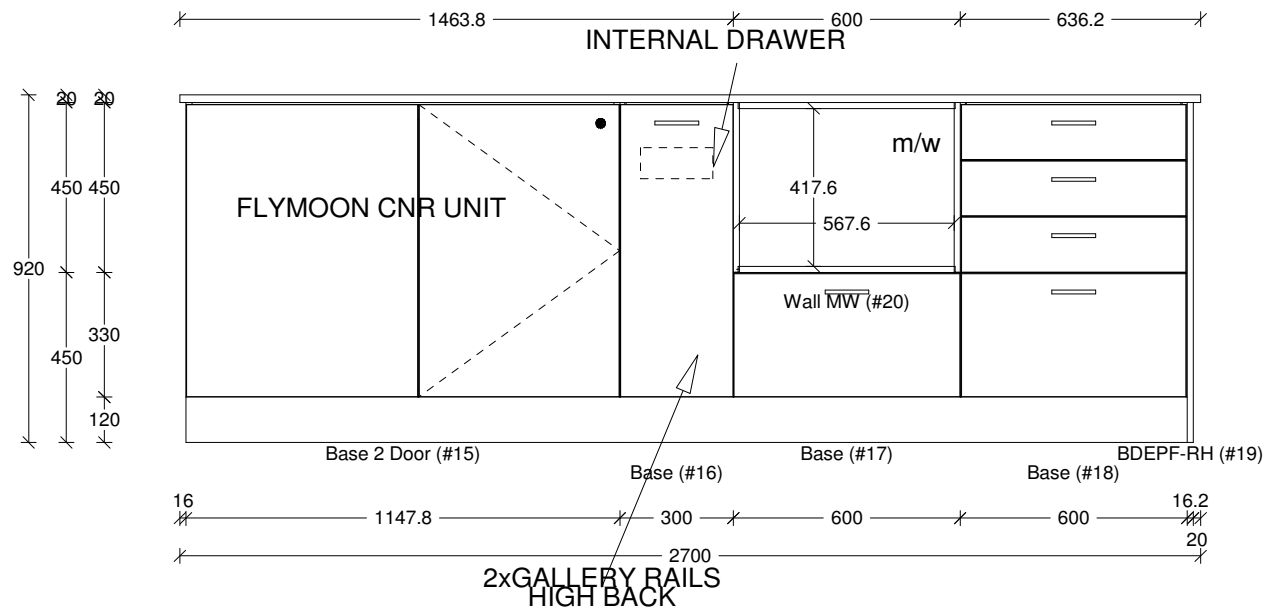 1463.8
600
636.2
INTERNAL DRAWER
20
20
m/w
450
450
417.6
FLYMOON CNR UNIT
567.6
920
Wall MW (#20)
330
450
120
Base 2 Door (#15)
Base (#17)
BDEPF-RH (#19)
Base (#16)
Base (#18)
16
16.2
1147.8
300
600
600
20
2700
2xGALLERY RAILS
HIGH BACK